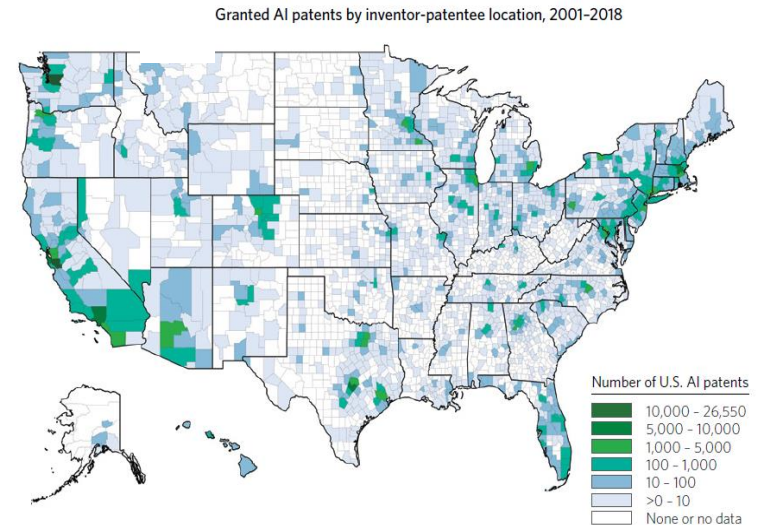 Granted AI patents by inventor-patentee location, 2001–2018
Number of U.S. AI patents
10,000 - 26,550
5,000 - 10,000
1,000 - 5,000
100 - 1,000
10 - 100
>0 - 10
None or no data